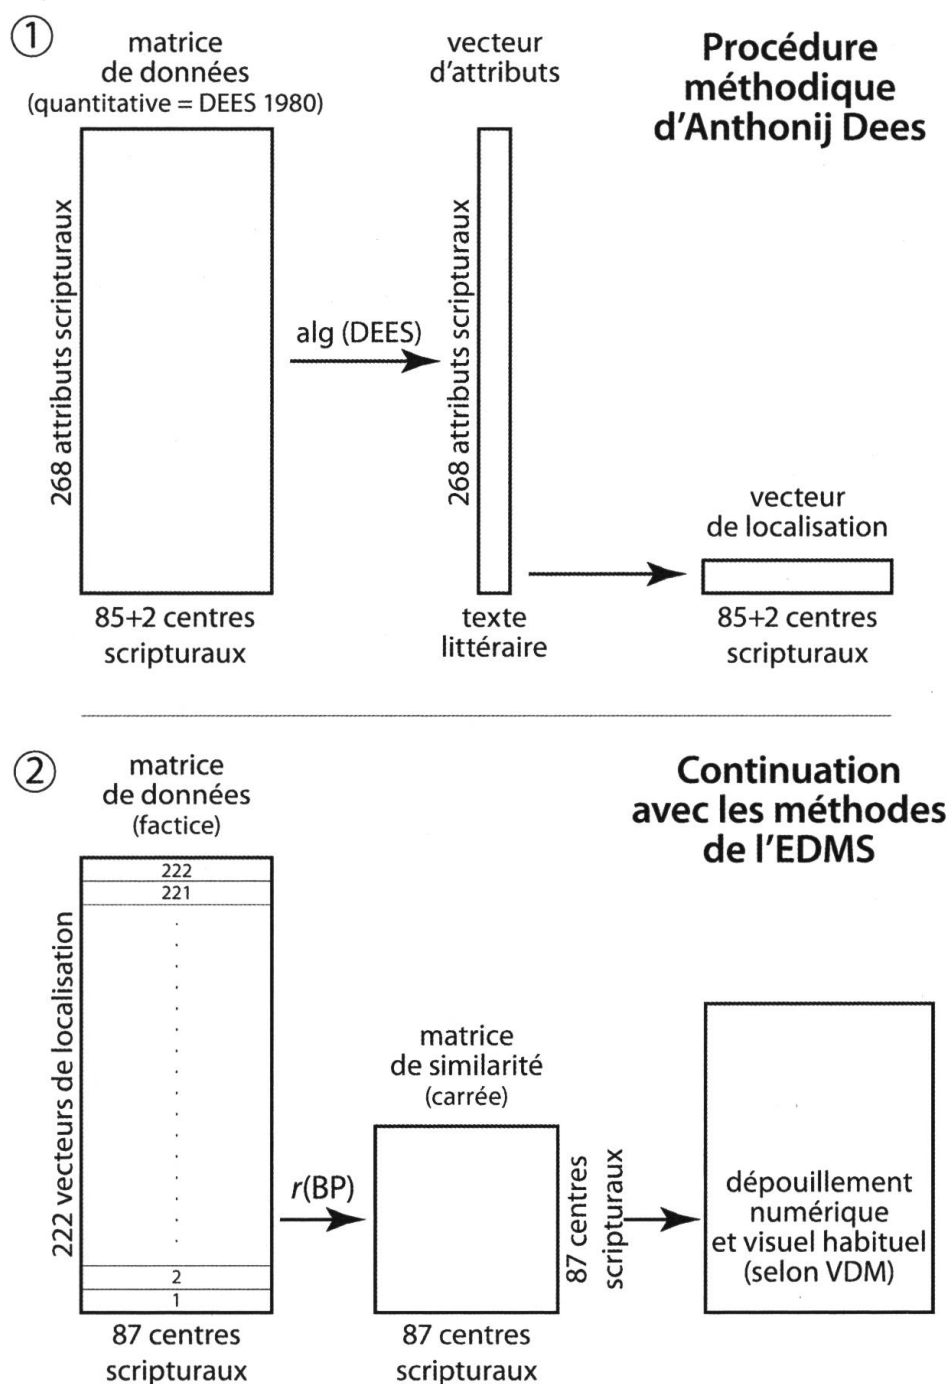 ①
matrice
de données
(quantitative = DEES 1980)
vecteur
d'attributs
Procédure
méthodique
d'Anthonij Dees
268 attributs scripturaux
alg (DEES)
268 attributs scripturaux
vecteur
de localisation
85+2 centres
scripturaux
texte
littéraire
85+2 centres
scripturaux
②
matrice
de données
(factice)
Continuation
avec les méthodes
de l'EDMS
222
221
222 vecteurs de localisation
2
1
87 centres
scripturaux
r(BP)
matrice
de similarité
(carrée)
87 centres
scripturaux
87 centres
scripturaux
dépouillement
numérique
et visuel habituel
(selon VDM)